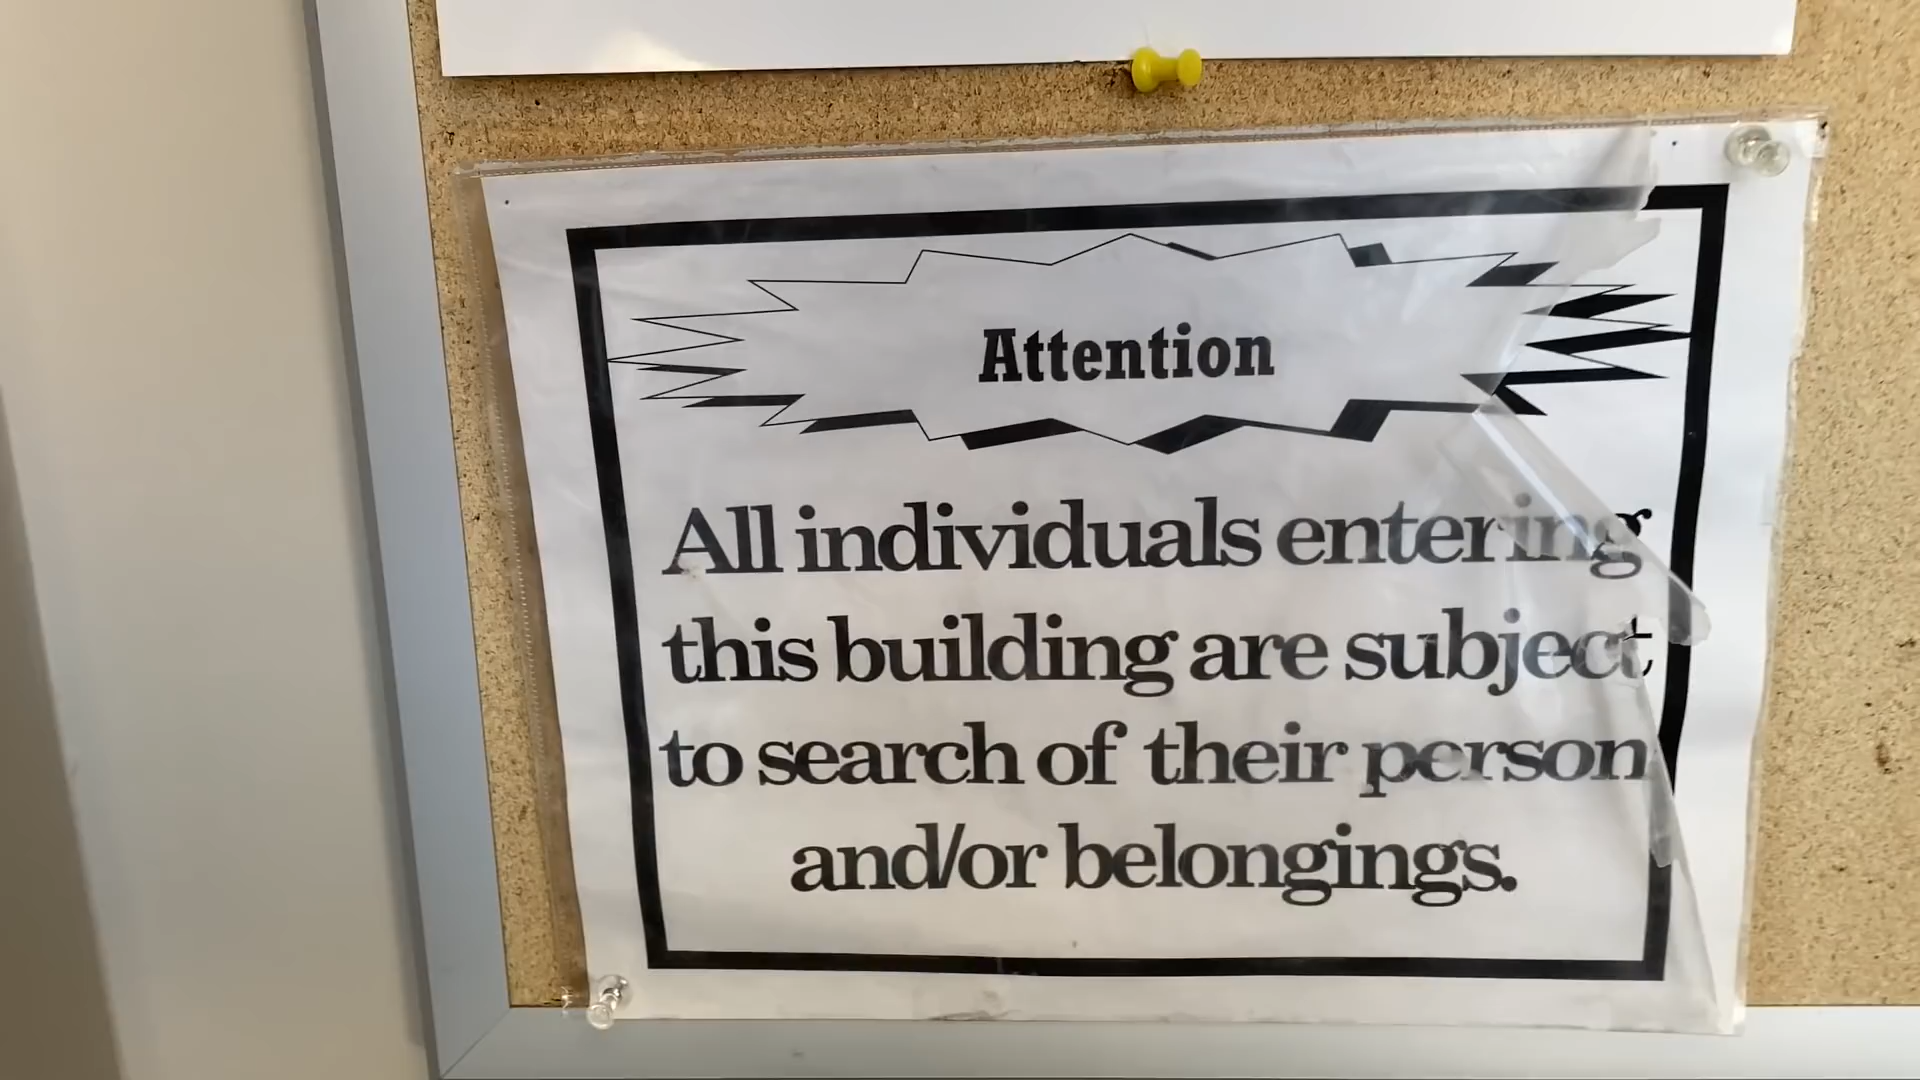 Attention
All individuals entering
this building are subject
to search of their person
and/or belongings.